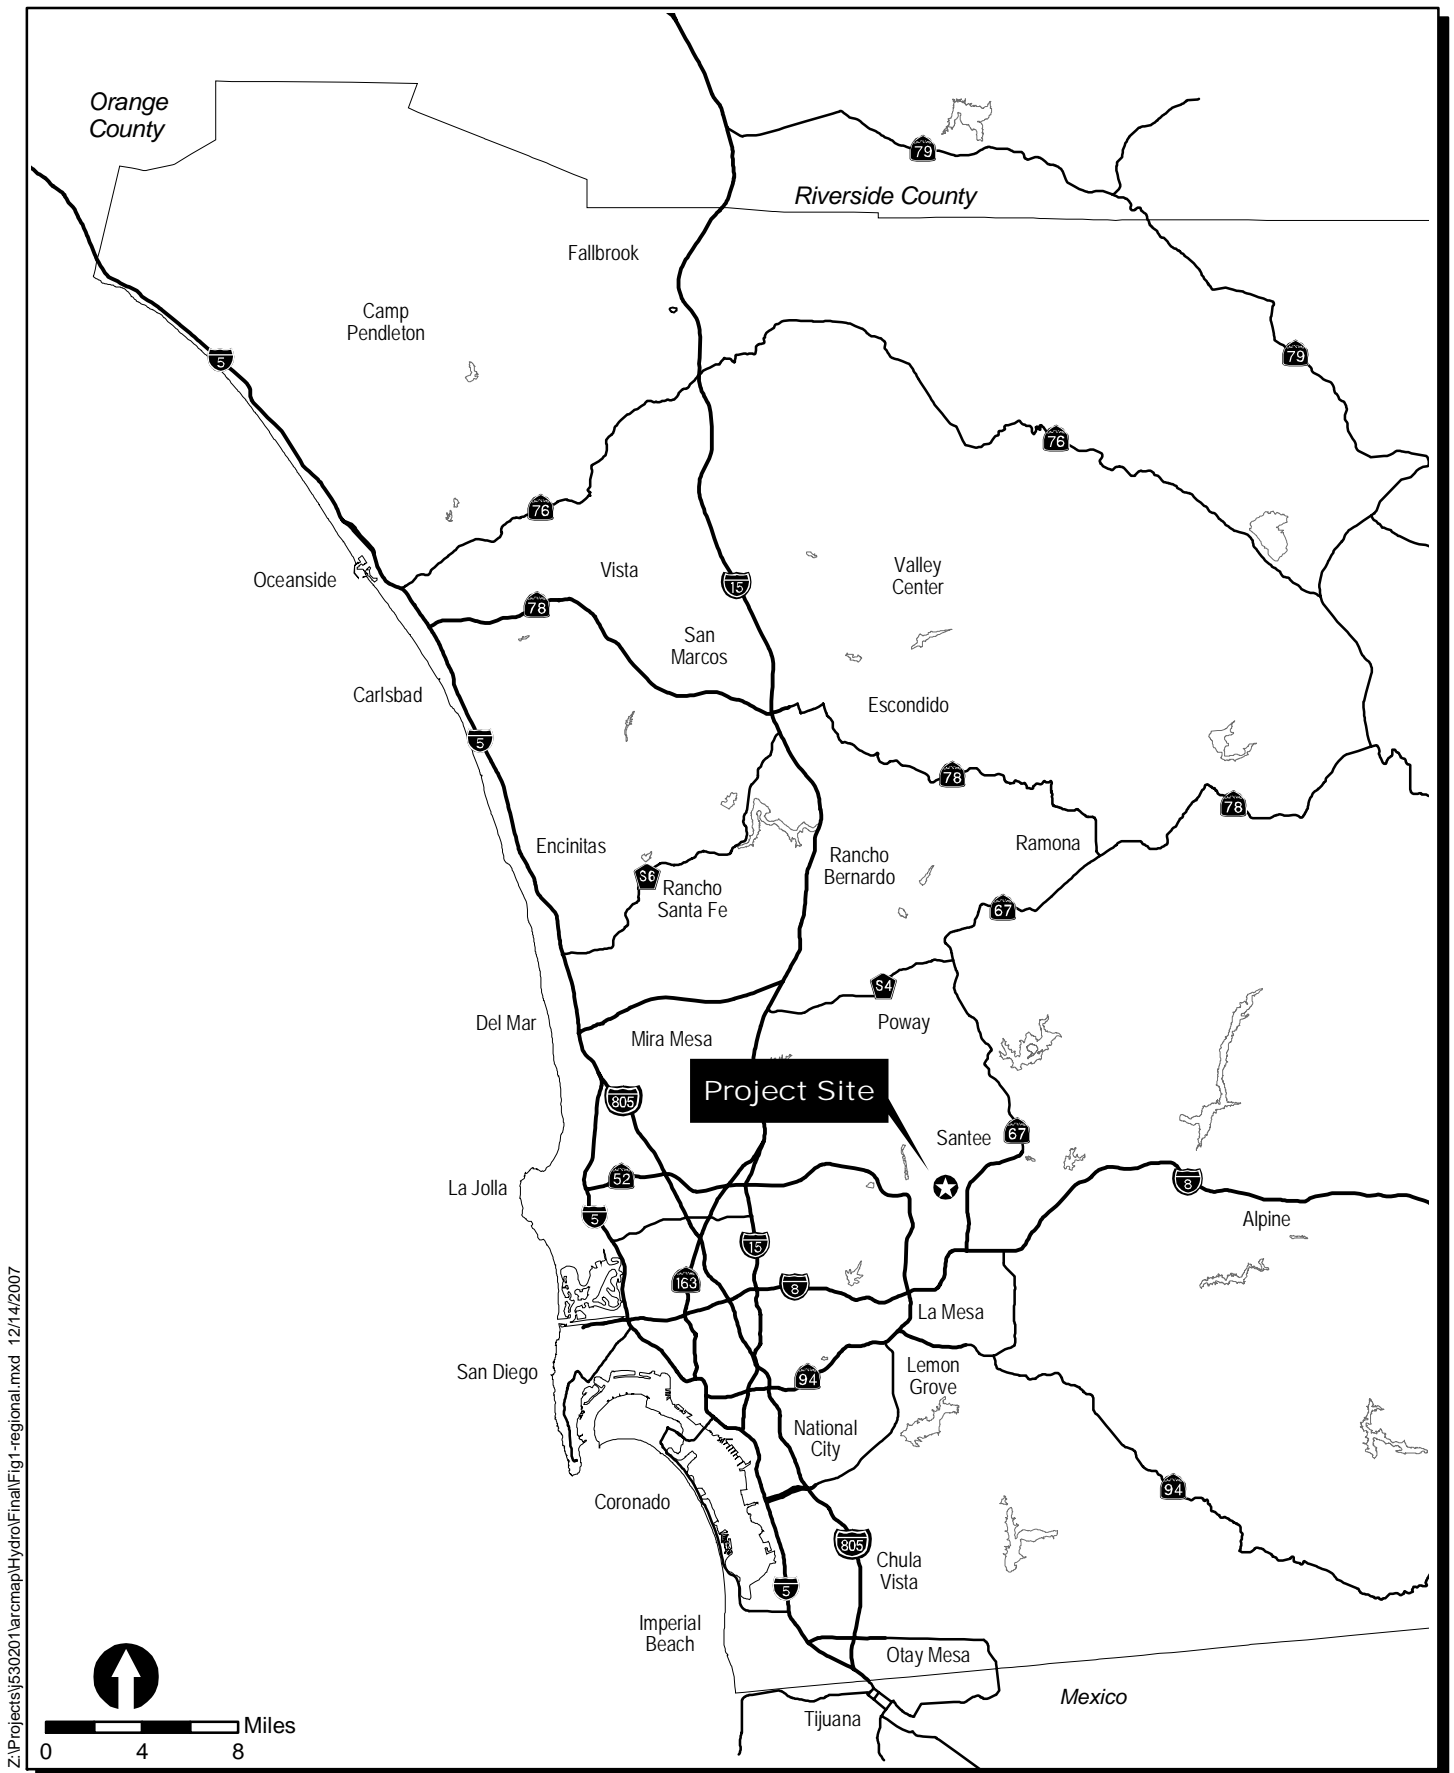 Orange
County
79
Riverside County
Fallbrook
Camp
Pendleton
5
79
76
76
Oceanside
Vista
Valley
Center
15
78
San
Marcos
Carlsbad
Escondido
5
78
78
Encinitas
Ramona
Rancho
Bernardo
S6
Rancho
Santa Fe
67
S4
Del Mar
Poway
Mira Mesa
Project Site
805
Santee
67
52
La Jolla
8
5
Alpine
15
163
8
La Mesa
San Diego
Lemon
Grove
94
National
City
94
Coronado
805
Chula
Vista
5
Imperial
Beach
Otay Mesa
Mexico
Tijuana
Miles
0 4 8
Z:\Projects\j530201\arcmap\Hydro\Final\Fig1-regional.mxd 12/14/2007